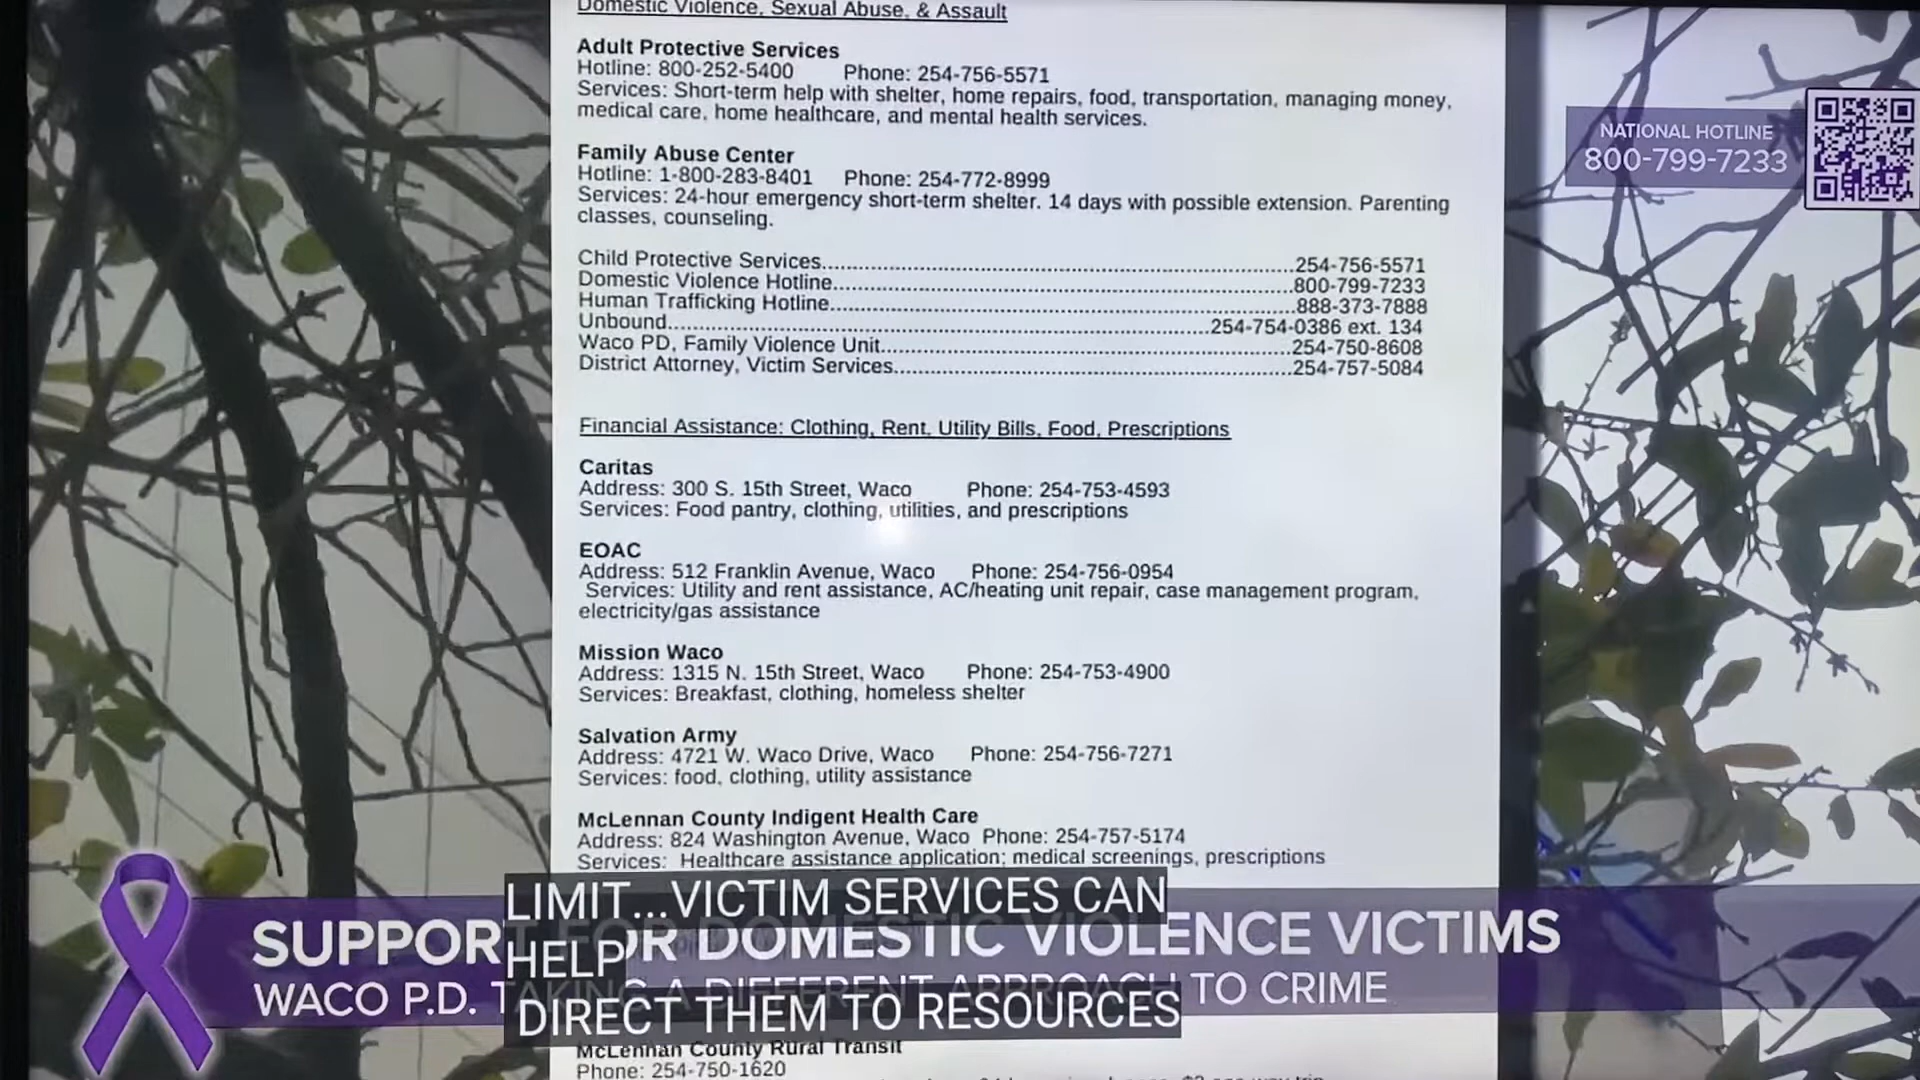 Domestic Violence, Sexual Abuse, & Assault
Adult Protective Services
Hotline: 800-252-5400 Phone: 254-756-5571
Services: Short-term help with shelter, home repairs, food, transportation, managing money,
medical care, home healthcare, and mental health services.
Family Abuse Center
Hotline: 1-800-283-8401 Phone: 254-772-8999
Services: 24-hour emergency short-term shelter. 14 days with possible extension. Parenting
classes, counseling.
Child Protective Services........254-756-5571
Domestic Violence Hotline........800-799-7233
Human Trafficking Hotline........888-373-7888
Unbound........254-754-0386 ext. 134
Waco PD, Family Violence Unit........254-750-8608
District Attorney, Victim Services........254-757-5084
Financial Assistance: Clothing, Rent, Utility Bills, Food, Prescriptions
Caritas
Address: 300 S. 15th Street, Waco Phone: 254-753-4593
Services: Food pantry, clothing, utilities, and prescriptions
EOAC
Address: 512 Franklin Avenue, Waco Phone: 254-756-0954
Services: Utility and rent assistance, AC/heating unit repair, case management program,
electricity/gas assistance
Mission Waco
Address: 1315 N. 15th Street, Waco Phone: 254-753-4900
Services: Breakfast, clothing, homeless shelter
Salvation Army
Address: 4721 W. Waco Drive, Waco Phone: 254-756-7271
Services: food, clothing, utility assistance
McLennan County Indigent Health Care
Address: 824 Washington Avenue, Waco Phone: 254-757-5174
Services: Healthcare assistance application; medical screenings, prescriptions
McLennan County Rural Transit
Phone: 254-750-1620
NATIONAL HOTLINE
800-799-7233
SUPPORT FOR DOMESTIC VIOLENCE VICTIMS
WACO P.D. TAKING A DIFFERENT APPROACH TO CRIME
LIMIT...VICTIM SERVICES CAN
HELP
DIRECT THEM TO RESOURCES